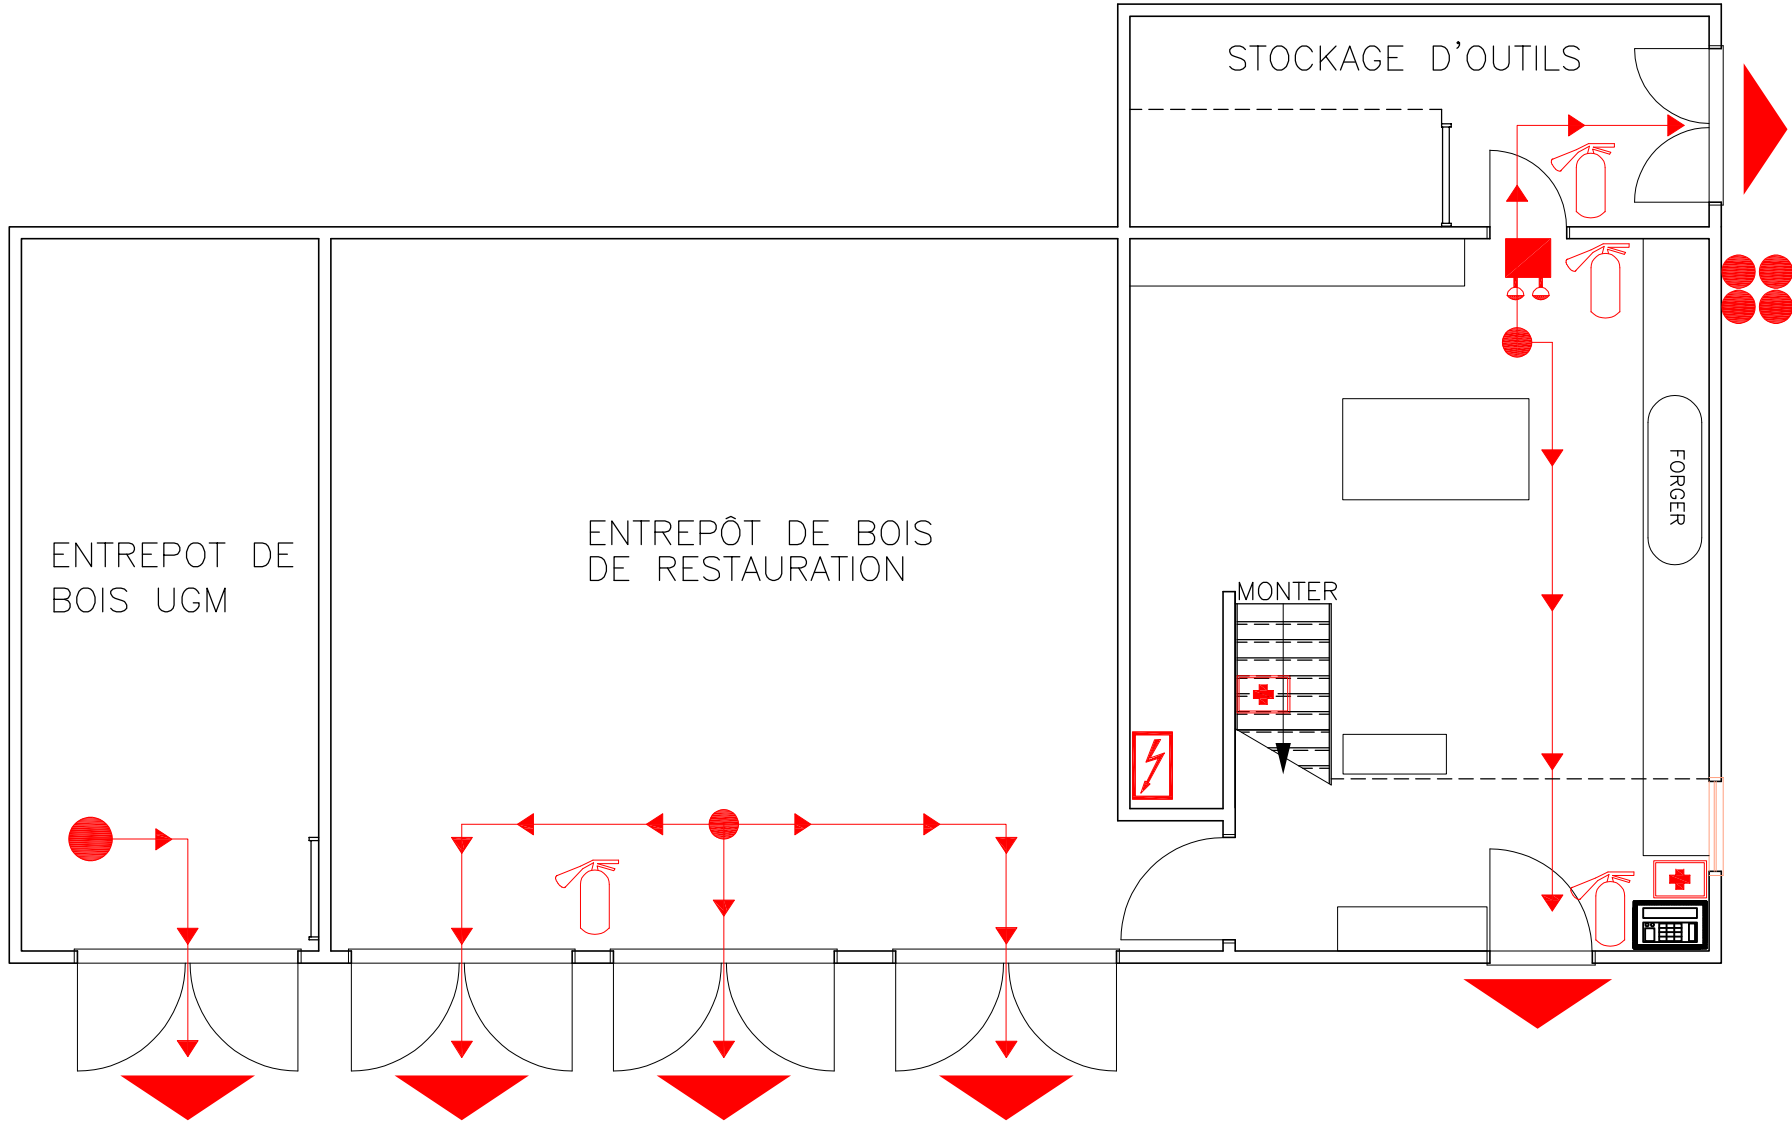 STOCKAGE D'OUTILS
ENTREPOT DE
BOIS UGM
ENTREPÔT DE BOIS
DE RESTAURATION
MONTER
FORGER